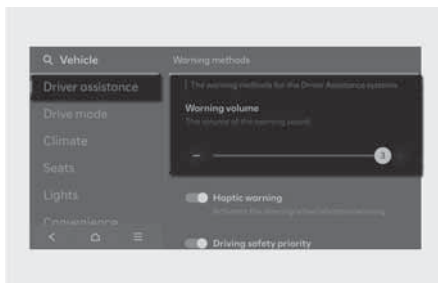 Vehicle
Driver assistance
Drive mode
Climate
Seats
Lights
Convenience
Warning methods
The warning methods for the Driver Assistance systems
Warning volume
The volume of the warning sound
3
Haptic warning
Driving safety priority